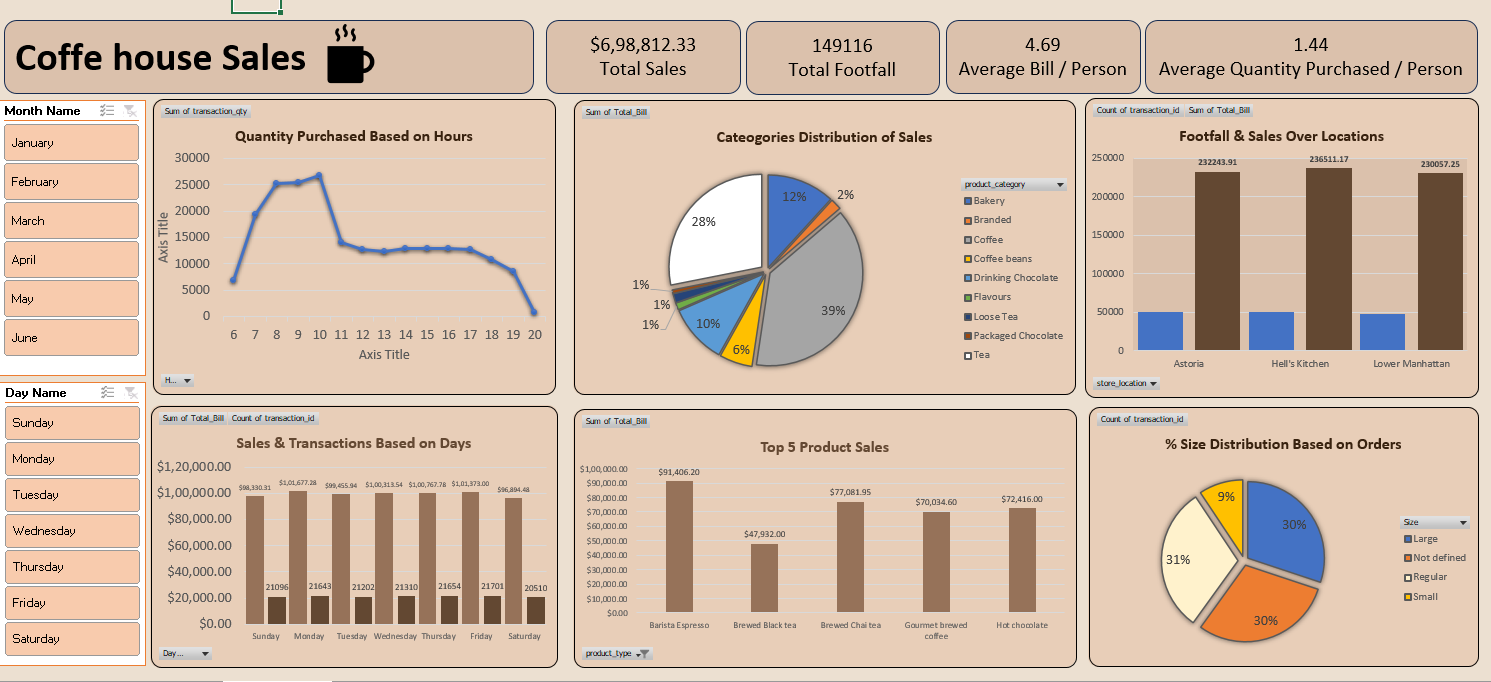 Coffe house Sales
$6,98,812.33
Total Sales
149116
Total Footfall
4.69
Average Bill / Person
1.44
Average Quantity Purchased / Person
Month Name
January
February
March
April
May
June
Day Name
Sunday
Monday
Tuesday
Wednesday
Thursday
Friday
Saturday
Sum of transaction_qty
Quantity Purchased Based on Hours
30000
25000
20000
15000
10000
5000
0
Axis Title
6 7 8 9 10 11 12 13 14 15 16 17 18 19 20
Axis Title
H...
Sum of Total_Bill
Cateogories Distribution of Sales
12%
2%
39%
6%
10%
1%
1%
1%
28%
product_category
Bakery
Branded
Coffee
Coffee beans
Drinking Chocolate
Flavours
Loose Tea
Packaged Chocolate
Tea
Count of transaction_id Sum of Total_Bill
Footfall & Sales Over Locations
250000
200000
150000
100000
50000
0
232243.91 236511.17 230057.25
Astoria Hell's Kitchen Lower Manhattan
store_location
Sum of Total_Bill Count of transaction_id
Sales & Transactions Based on Days
$1,20,000.00
$1,00,000.00
$80,000.00
$60,000.00
$40,000.00
$20,000.00
$0.00
$98,330.31 $1,01,677.28 $99,455.94 $1,00,313.54 $1,00,767.78 $1,01,373.00 $96,894.48
21096 21643 21202 21310 21654 21701 20510
Sunday Monday Tuesday Wednesday Thursday Friday Saturday
Day...
Sum of Total_Bill
Top 5 Product Sales
$1,00,000.00
$90,000.00
$80,000.00
$70,000.00
$60,000.00
$50,000.00
$40,000.00
$30,000.00
$20,000.00
$10,000.00
$0.00
$91,406.20
$47,932.00
$77,081.95
$70,034.60
$72,416.00
Barista Espresso Brewed Black tea Brewed Chai tea Gourmet brewed coffee Hot chocolate
product_type
Count of transaction_id
% Size Distribution Based on Orders
9%
30%
31%
30%
Size
Large
Not defined
Regular
Small